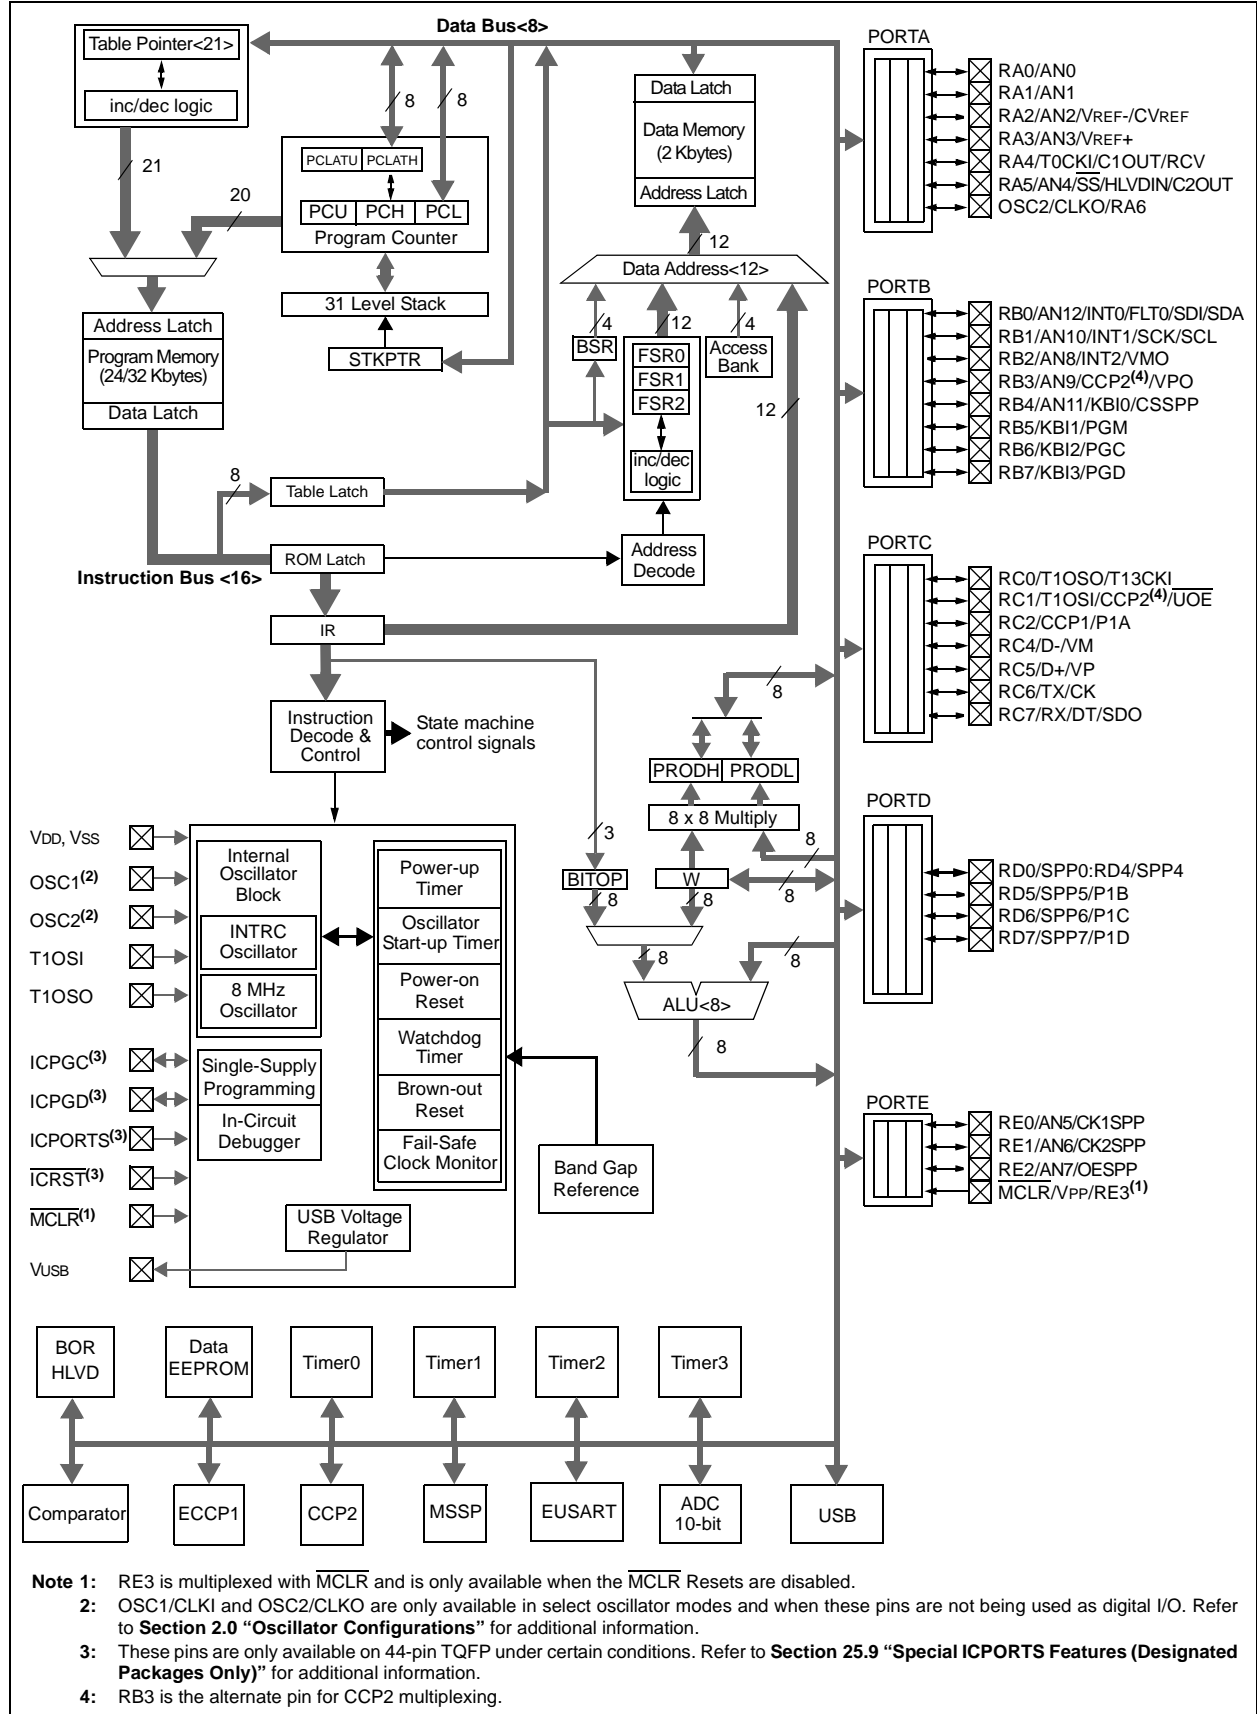 Data Bus<8>
Table Pointer<21>
inc/dec logic
21
20
8
8
PCLATU
PCLATH
PCU
PCH
PCL
Program Counter
31 Level Stack
STKPTR
Address Latch
Program Memory
(24/32 Kbytes)
Data Latch
8
Table Latch
ROM Latch
Instruction Bus <16>
IR
Data Latch
Data Memory
(2 Kbytes)
Address Latch
12
Data Address<12>
4
12
4
BSR
FSR0
FSR1
FSR2
inc/dec
logic
Access
Bank
12
Address
Decode
Instruction
Decode &
Control
State machine
control signals
8
PRODH
PRODL
8 x 8 Multiply
3
8
BITOP
W
8
8
8
8
8
ALU<8>
8
VDD, VSS
OSC1(2)
OSC2(2)
T1OSI
T1OSO
ICPGC(3)
ICPGD(3)
ICPORTS(3)
ICRST(3)
MCLR(1)
VUSB
Internal
Oscillator
Block
INTRC
Oscillator
8 MHz
Oscillator
Single-Supply
Programming
In-Circuit
Debugger
Power-up
Timer
Oscillator
Start-up Timer
Power-on
Reset
Watchdog
Timer
Brown-out
Reset
Fail-Safe
Clock Monitor
USB Voltage
Regulator
Band Gap
Reference
PORTA
RA0/AN0
RA1/AN1
RA2/AN2/VREF-/CVREF
RA3/AN3/VREF+
RA4/T0CKI/C1OUT/RCV
RA5/AN4/SS/HLVDIN/C2OUT
OSC2/CLKO/RA6
PORTB
RB0/AN12/INT0/FLT0/SDI/SDA
RB1/AN10/INT1/SCK/SCL
RB2/AN8/INT2/VMO
RB3/AN9/CCP2(4)/VPO
RB4/AN11/KBI0/CSSPP
RB5/KBI1/PGM
RB6/KBI2/PGC
RB7/KBI3/PGD
PORTC
RC0/T1OSO/T13CKI
RC1/T1OSI/CCP2(4)/UOE
RC2/CCP1/P1A
RC4/D-/VM
RC5/D+/VP
RC6/TX/CK
RC7/RX/DT/SDO
PORTD
RD0/SPP0:RD4/SPP4
RD5/SPP5/P1B
RD6/SPP6/P1C
RD7/SPP7/P1D
PORTE
RE0/AN5/CK1SPP
RE1/AN6/CK2SPP
RE2/AN7/OESPP
MCLR/VPP/RE3(1)
BOR
HLVD
Data
EEPROM
Timer0
Timer1
Timer2
Timer3
Comparator
ECCP1
CCP2
MSSP
EUSART
ADC
10-bit
USB
Note 1: RE3 is multiplexed with MCLR and is only available when the MCLR Resets are disabled.
2: OSC1/CLKI and OSC2/CLKO are only available in select oscillator modes and when these pins are not being used as digital I/O. Refer
to Section 2.0 “Oscillator Configurations” for additional information.
3: These pins are only available on 44-pin TQFP under certain conditions. Refer to Section 25.9 “Special ICPORTS Features (Designated
Packages Only)” for additional information.
4: RB3 is the alternate pin for CCP2 multiplexing.